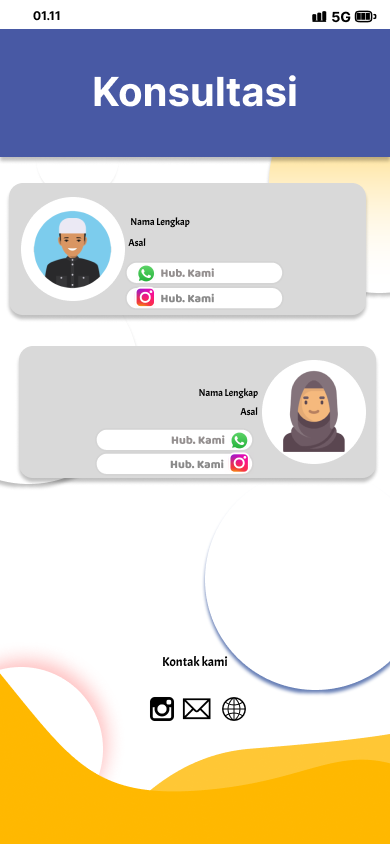 01.11
5G
Konsultasi
Nama Lengkap
Asal
Hub. Kami
Hub. Kami
Nama Lengkap
Asal
Hub. Kami
Hub. Kami
Kontak kami